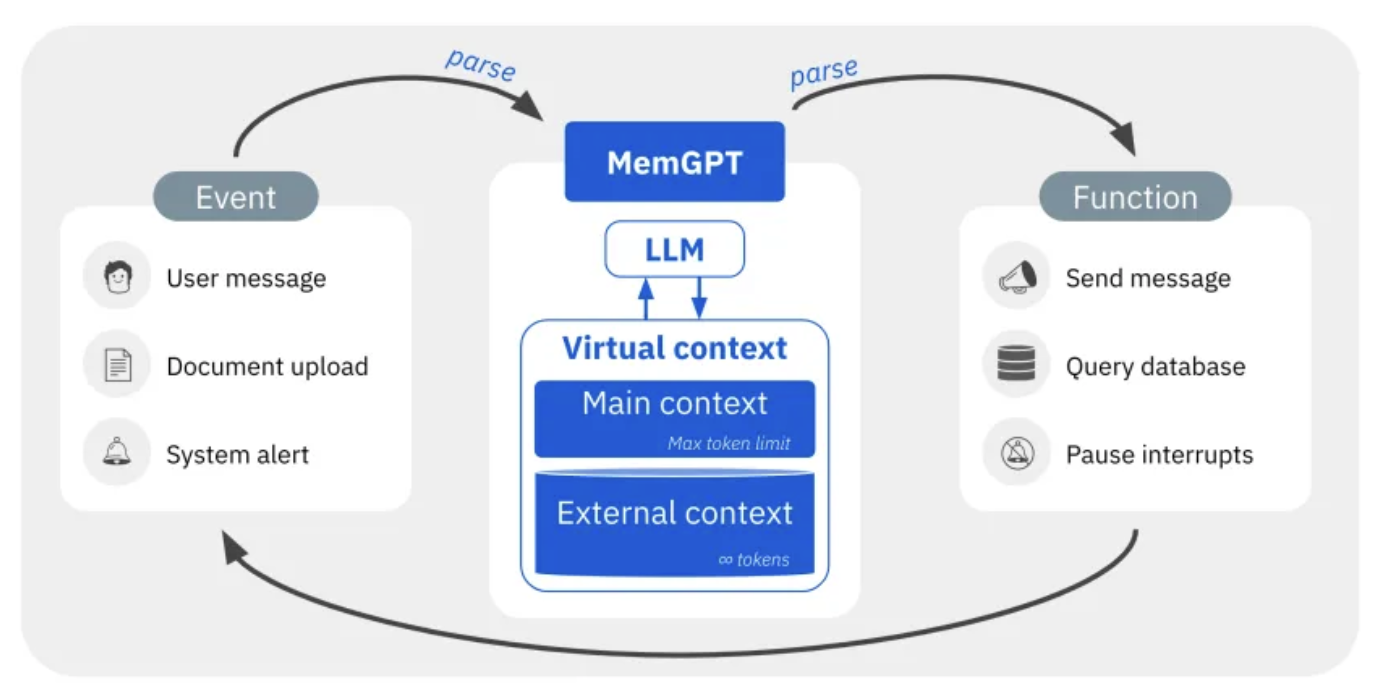 parse
parse
MemGPT
Event
User message
Document upload
System alert
LLM
Virtual context
Main context
Max token limit
External context
∞ tokens
Function
Send message
Query database
Pause interrupts